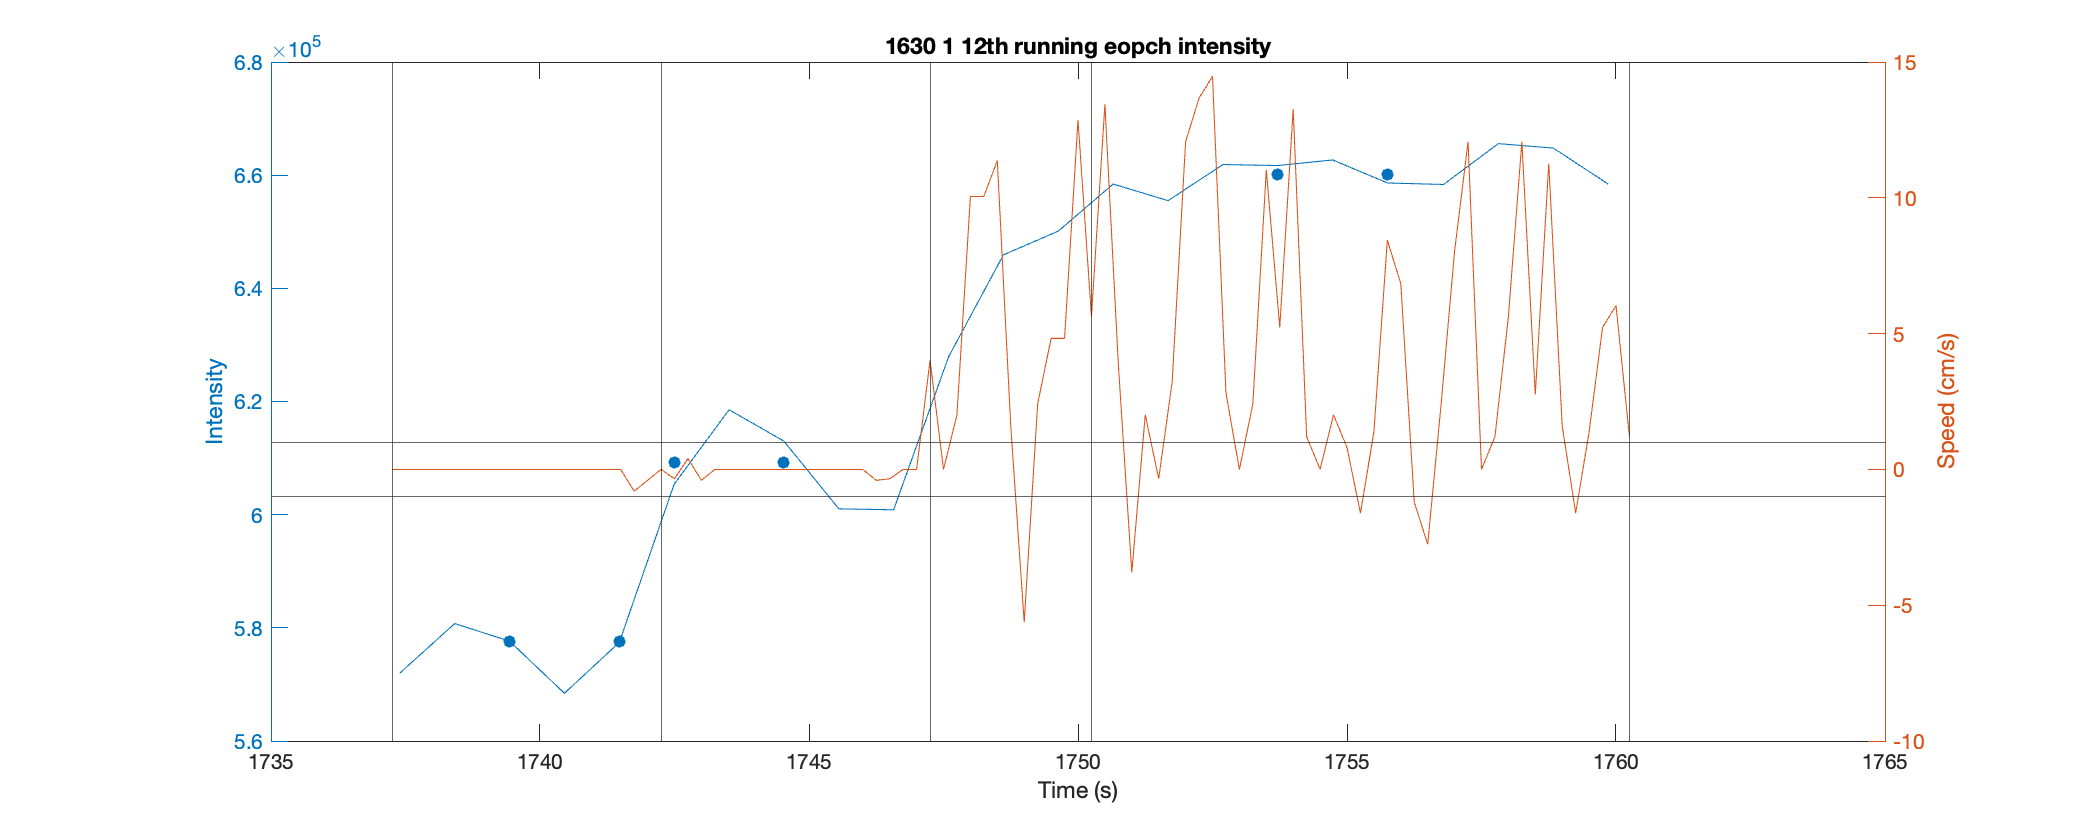 1630 1 12th running eopch intensity
×10^5
6.8
6.6
6.4
6.2
6
5.8
5.6
Intensity
15
10
5
0
-5
-10
Speed (cm/s)
1735 1740 1745 1750 1755 1760 1765
Time (s)